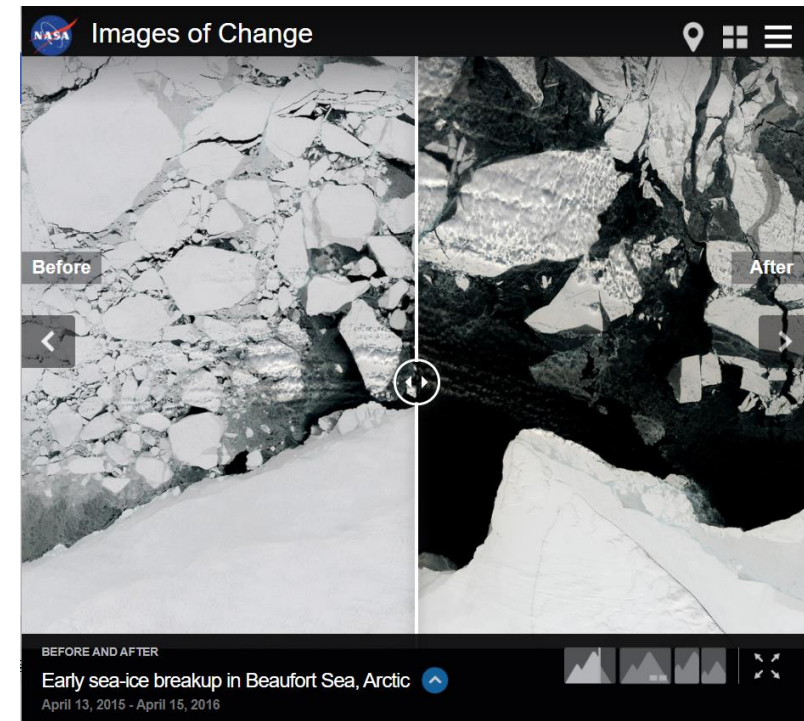 NASA
Images of Change
Before
After
BEFORE AND AFTER
Early sea-ice breakup in Beaufort Sea, Arctic
April 13, 2015 - April 15, 2016